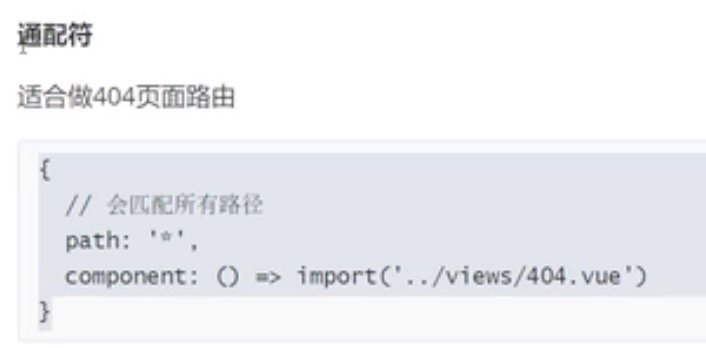 通配符
适合做404页面路由
{
// 会匹配所有路径
path: '*',
component: () => import('../views/404.vue')
}